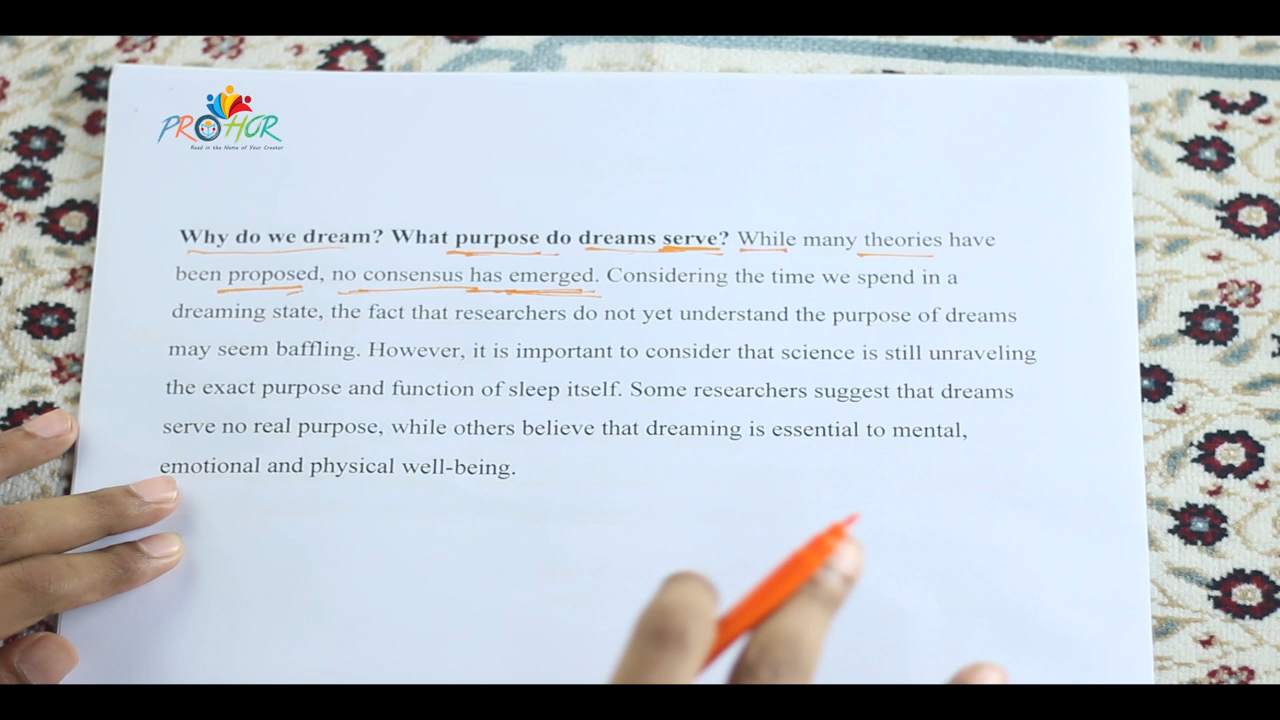 PROHOR
Read in the Name of Your Creator
Why do we dream? What purpose do dreams serve? While many theories have
been proposed, no consensus has emerged. Considering the time we spend in a
dreaming state, the fact that researchers do not yet understand the purpose of dreams
may seem baffling. However, it is important to consider that science is still unraveling
the exact purpose and function of sleep itself. Some researchers suggest that dreams
serve no real purpose, while others believe that dreaming is essential to mental,
emotional and physical well-being.